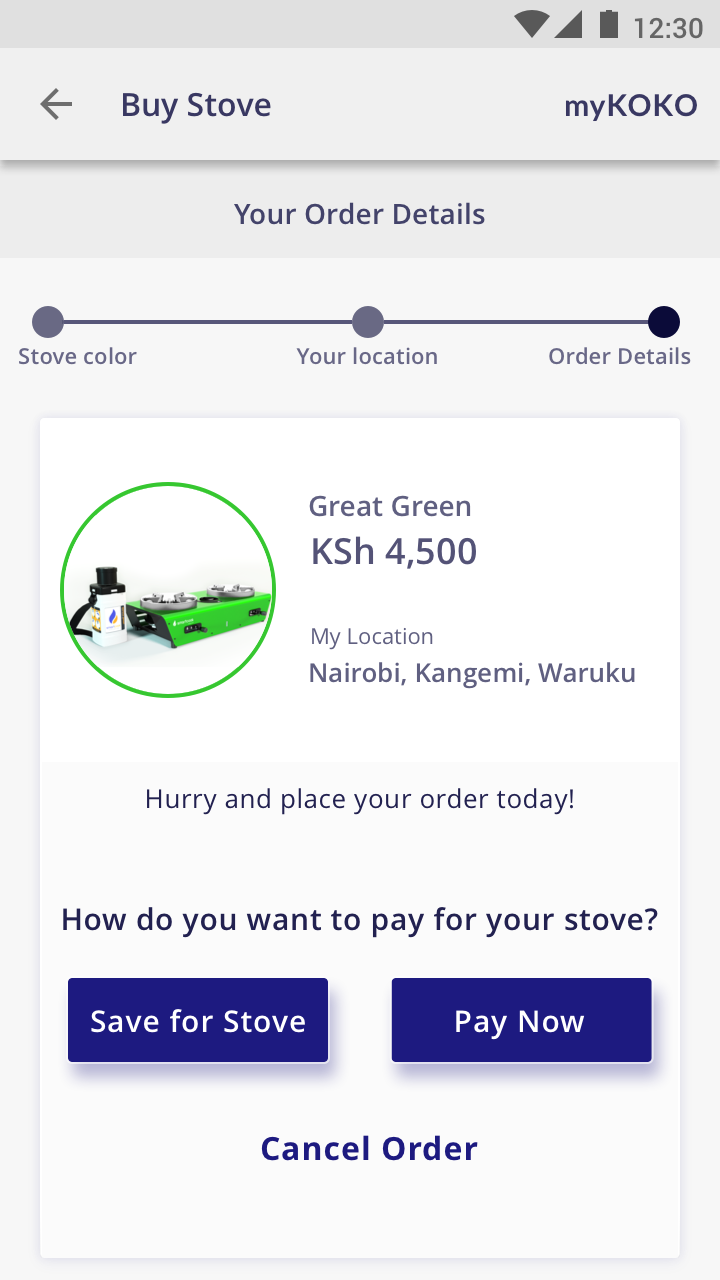 12:30
Buy Stove
myKOKO
Your Order Details
Stove color
Your location
Order Details
Great Green
KSh 4,500
My Location
Nairobi, Kangemi, Waruku
Hurry and place your order today!
How do you want to pay for your stove?
Save for Stove
Pay Now
Cancel Order